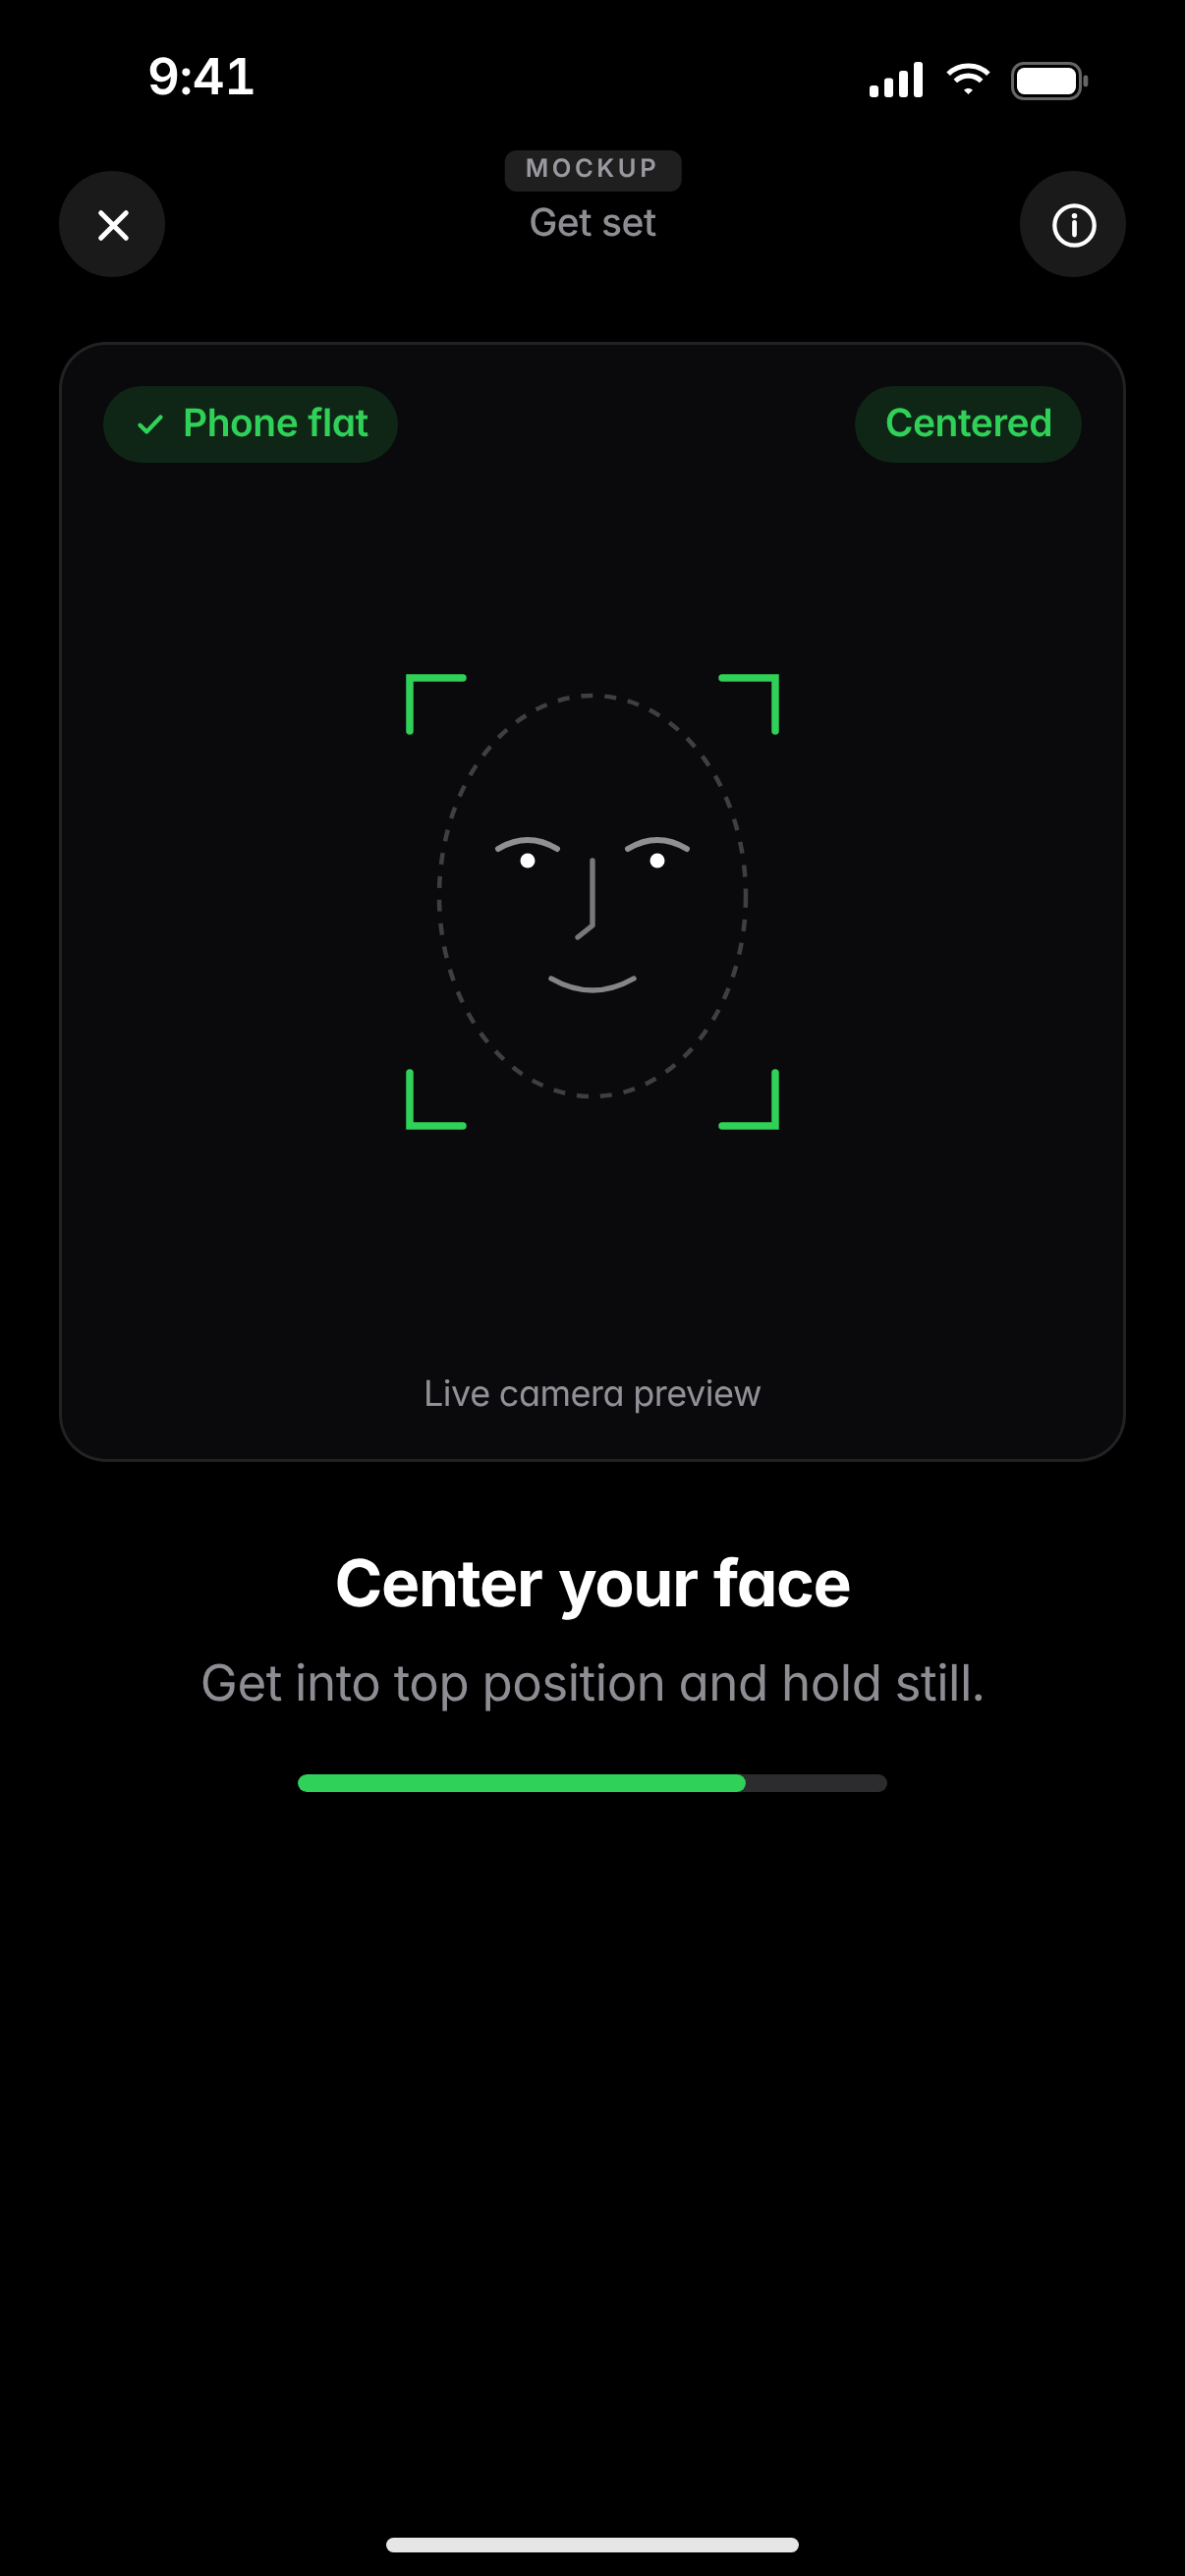 9:41
MOCKUP
Get set
Phone flat
Centered
Live camera preview
Center your face
Get into top position and hold still.